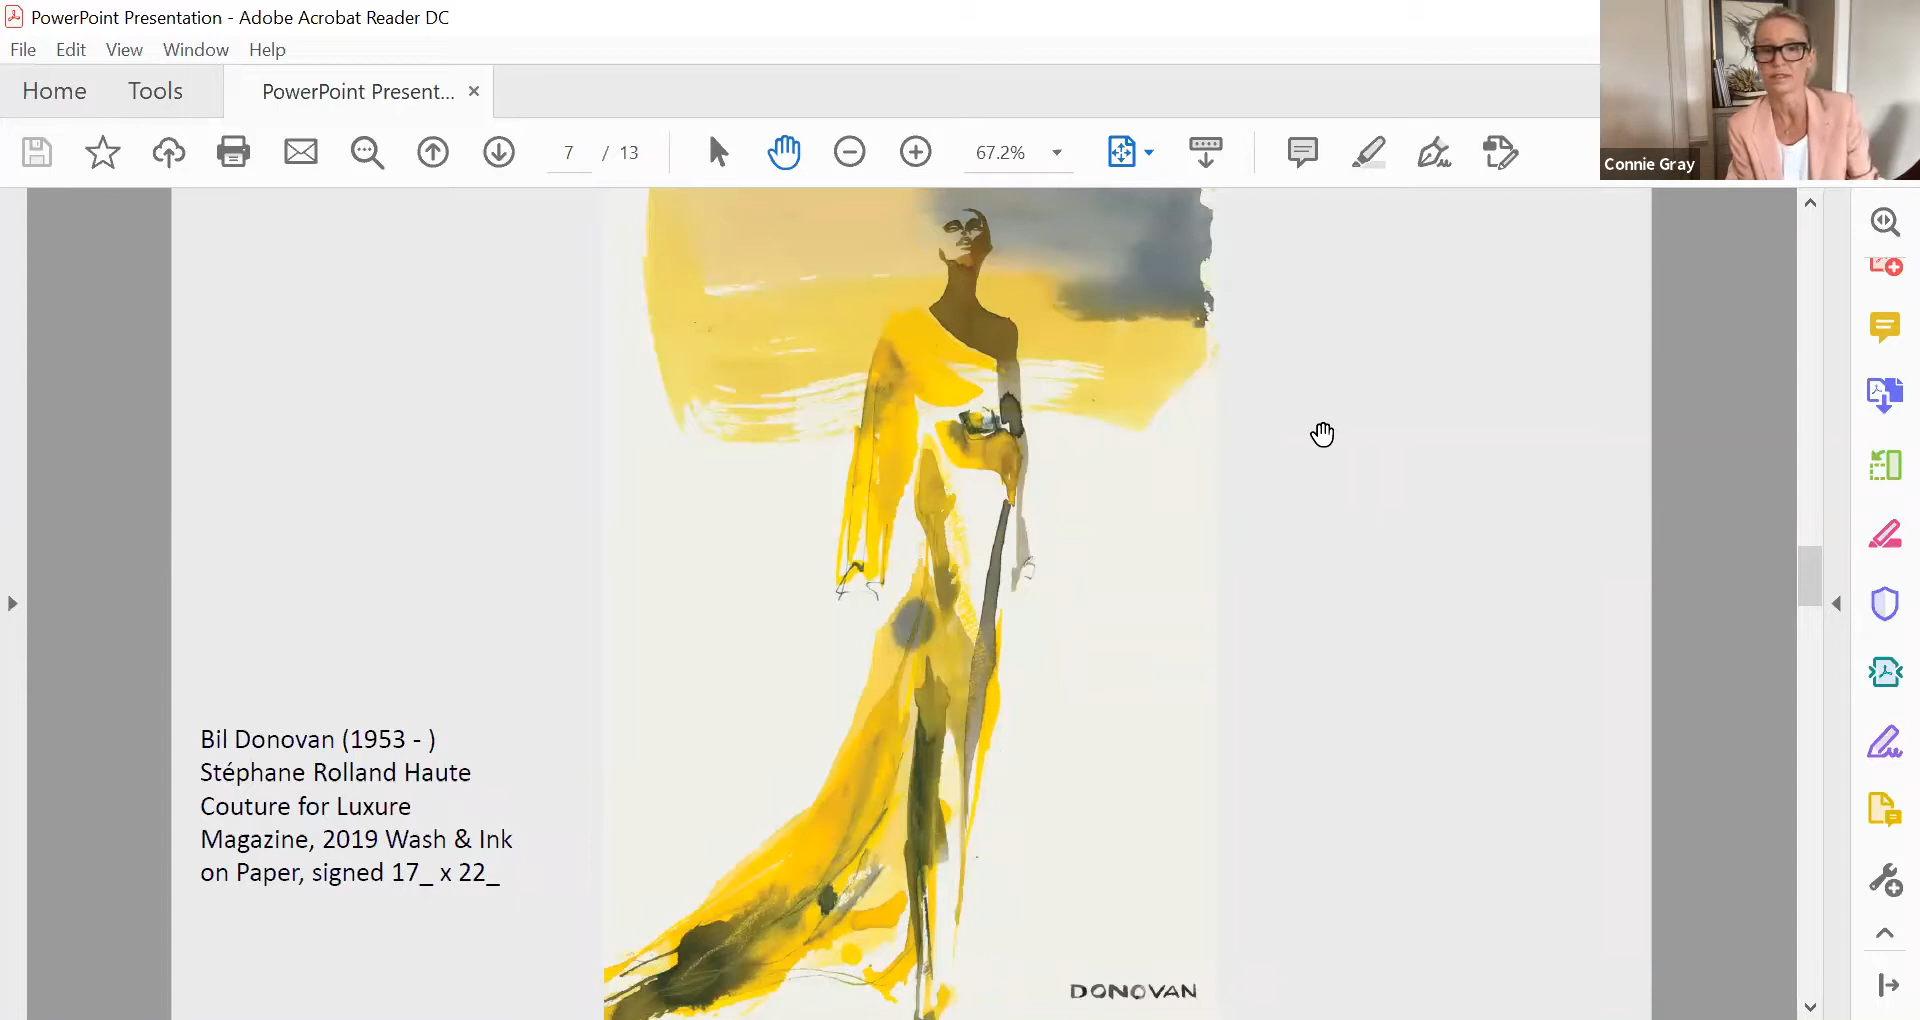 PowerPoint Presentation - Adobe Acrobat Reader DC
File Edit View Window Help
Home Tools PowerPoint Present... ×
7 / 13 67.2%
Connie Gray
Bil Donovan (1953 - )
Stéphane Rolland Haute
Couture for Luxure
Magazine, 2019 Wash & Ink
on Paper, signed 17_ x 22_
DONOVAN